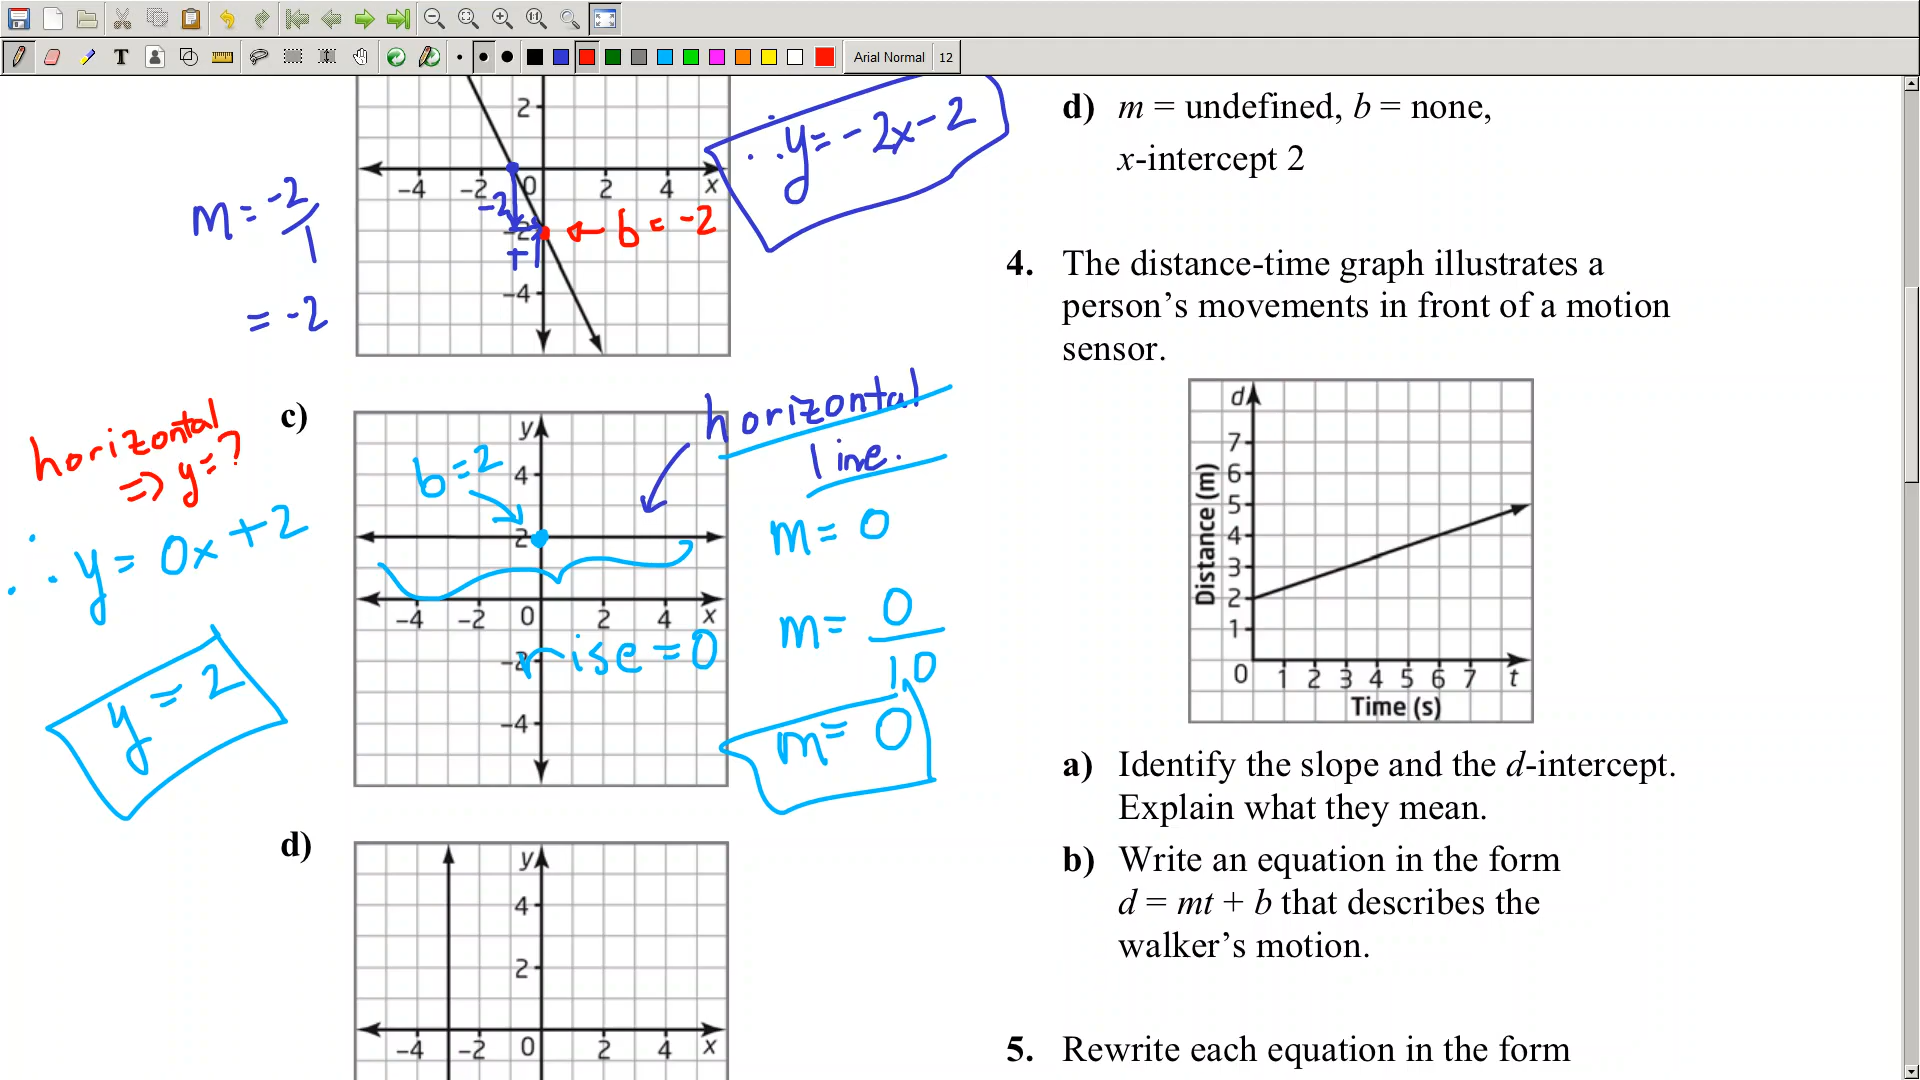 Arial Normal 12
2
-4 -2 0 2 4 x
-2
-4
∴y=-2x-2
m=-2/1
=-2
-2
+1
b=-2
c)
horizontal
=> y=?
∴ y=0x+2
y=2
y
4
2
-4 -2 0 2 4 x
-2
-4
b=2
rise=0
horizontal
line.
m=0
m=0/10
m=0
d)
y
4
2
-4 -2 0 2 4 x
d) m = undefined, b = none,
x-intercept 2
4. The distance-time graph illustrates a
person's movements in front of a motion
sensor.
d
Distance (m)
7
6
5
4
3
2
1
0 1 2 3 4 5 6 7 t
Time (s)
a) Identify the slope and the d-intercept.
Explain what they mean.
b) Write an equation in the form
d = mt + b that describes the
walker's motion.
5. Rewrite each equation in the form